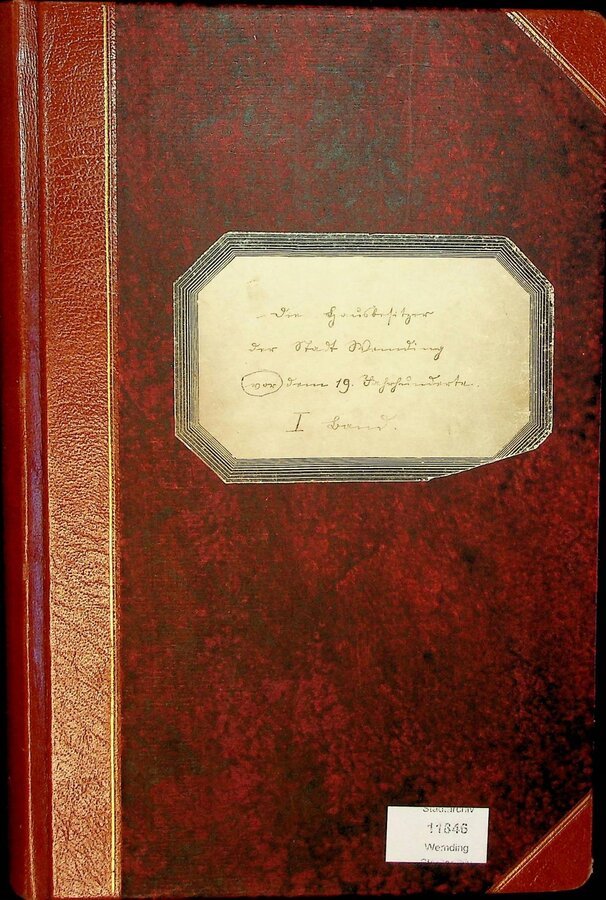 Die Hausbesitzer
der Stadt Wemding
vor dem 19. Jahrhunderte.
I Band.
Stadtarchiv
11646
Wemding